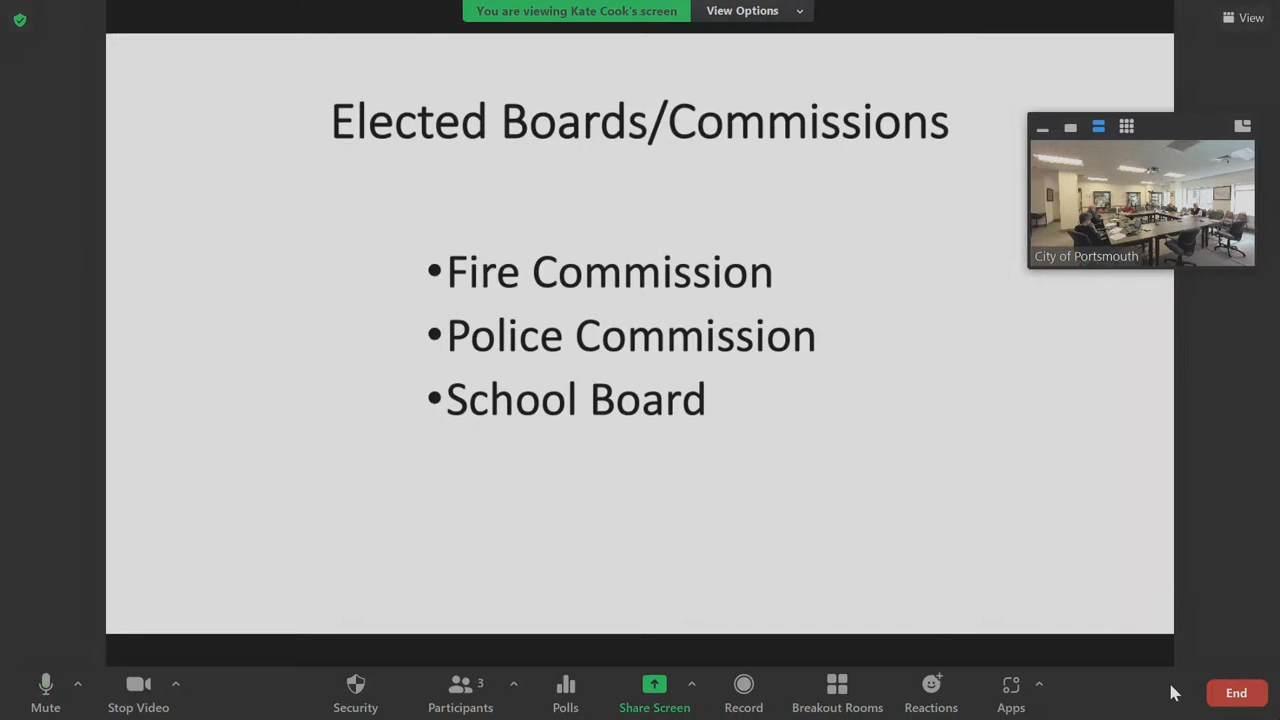 You are viewing Kate Cook's screen
View Options
View
Elected Boards/Commissions
City of Portsmouth
•Fire Commission
•Police Commission
•School Board
Mute
Stop Video
Security
Participants
3
Polls
Share Screen
Record
Breakout Rooms
Reactions
Apps
End